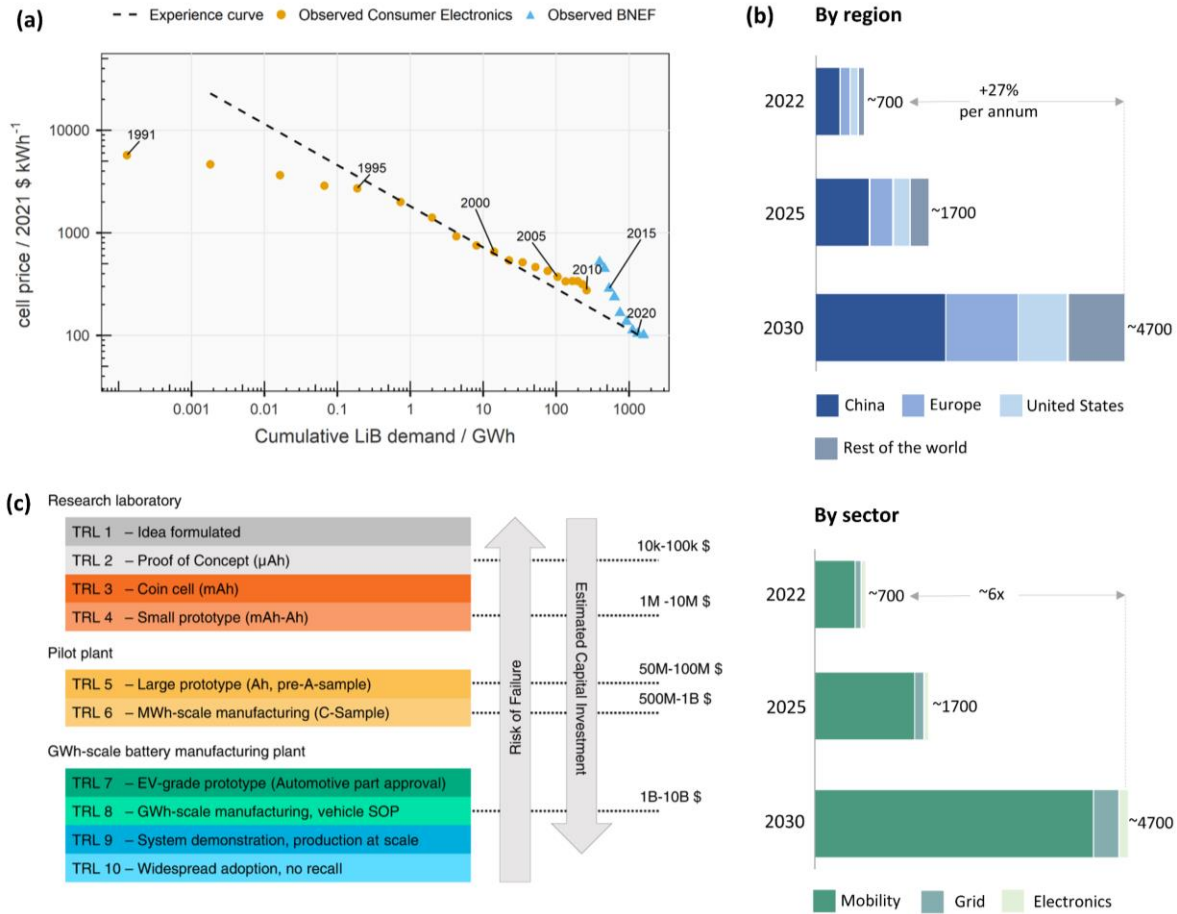 (a)
Experience curve
Observed Consumer Electronics
Observed BNEF
cell price / 2021 $ kWh⁻¹
10000
1000
100
1991
1995
2000
2005
2010
2015
2020
0.001
0.01
0.1
1
10
100
1000
Cumulative LiB demand / GWh
(b)
By region
2022
~700
+27%
per annum
2025
~1700
2030
~4700
China
Europe
United States
Rest of the world
By sector
2022
~700
~6x
2025
~1700
2030
~4700
Mobility
Grid
Electronics
(c)
Research laboratory
TRL 1 – Idea formulated
TRL 2 – Proof of Concept (µAh)
TRL 3 – Coin cell (mAh)
TRL 4 – Small prototype (mAh-Ah)
Pilot plant
TRL 5 – Large prototype (Ah, pre-A-sample)
TRL 6 – MWh-scale manufacturing (C-Sample)
GWh-scale battery manufacturing plant
TRL 7 – EV-grade prototype (Automotive part approval)
TRL 8 – GWh-scale manufacturing, vehicle SOP
TRL 9 – System demonstration, production at scale
TRL 10 – Widespread adoption, no recall
Risk of Failure
Estimated Capital Investment
10k-100k $
1M -10M $
50M-100M $
500M-1B $
1B-10B $